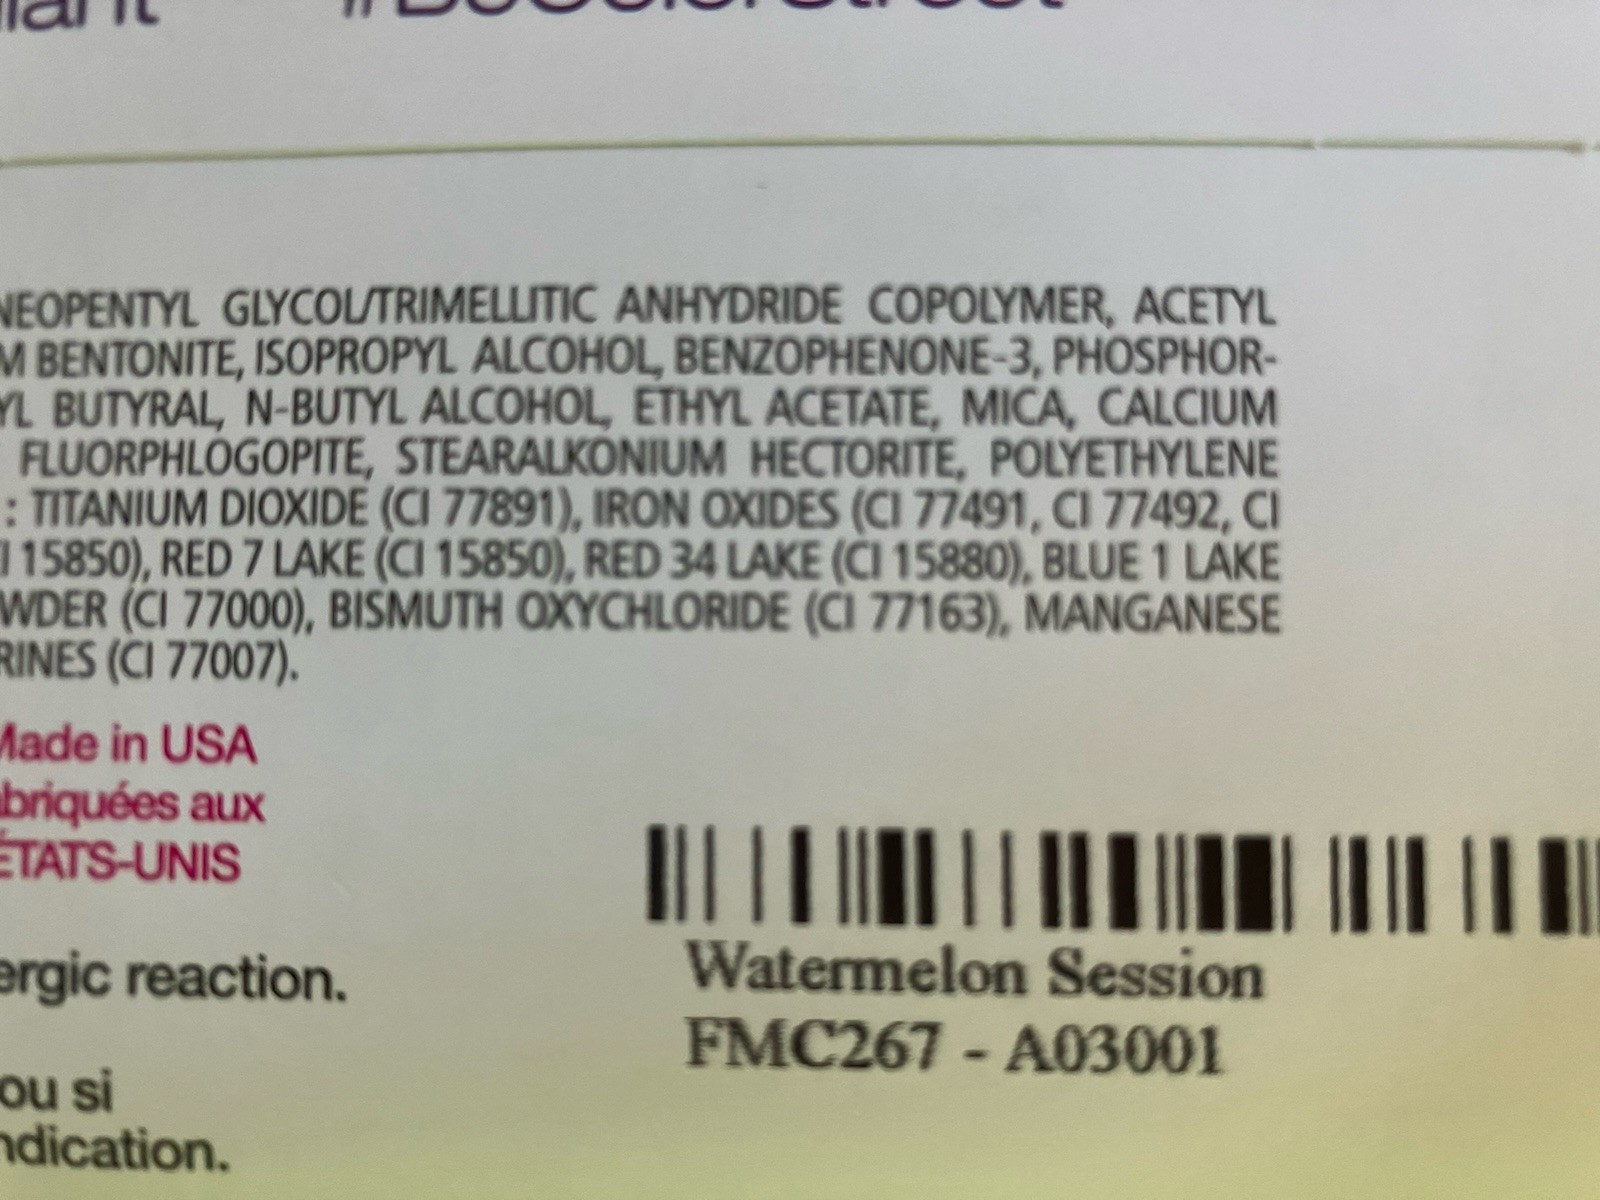 NEOPENTYL GLYCOL/TRIMELLITIC ANHYDRIDE COPOLYMER, ACETYL
M BENTONITE, ISOPROPYL ALCOHOL, BENZOPHENONE-3, PHOSPHOR-
YL BUTYRAL, N-BUTYL ALCOHOL, ETHYL ACETATE, MICA, CALCIUM
FLUORPHLOGOPITE, STEARALKONIUM HECTORITE, POLYETHYLENE
: TITANIUM DIOXIDE (CI 77891), IRON OXIDES (CI 77491, CI 77492, CI
I 15850), RED 7 LAKE (CI 15850), RED 34 LAKE (CI 15880), BLUE 1 LAKE
WDER (CI 77000), BISMUTH OXYCHLORIDE (CI 77163), MANGANESE
RINES (CI 77007).
Made in USA
abriquées aux
ÉTATS-UNIS
ergic reaction.
ou si
ndication.
Watermelon Session
FMC267 - A03001